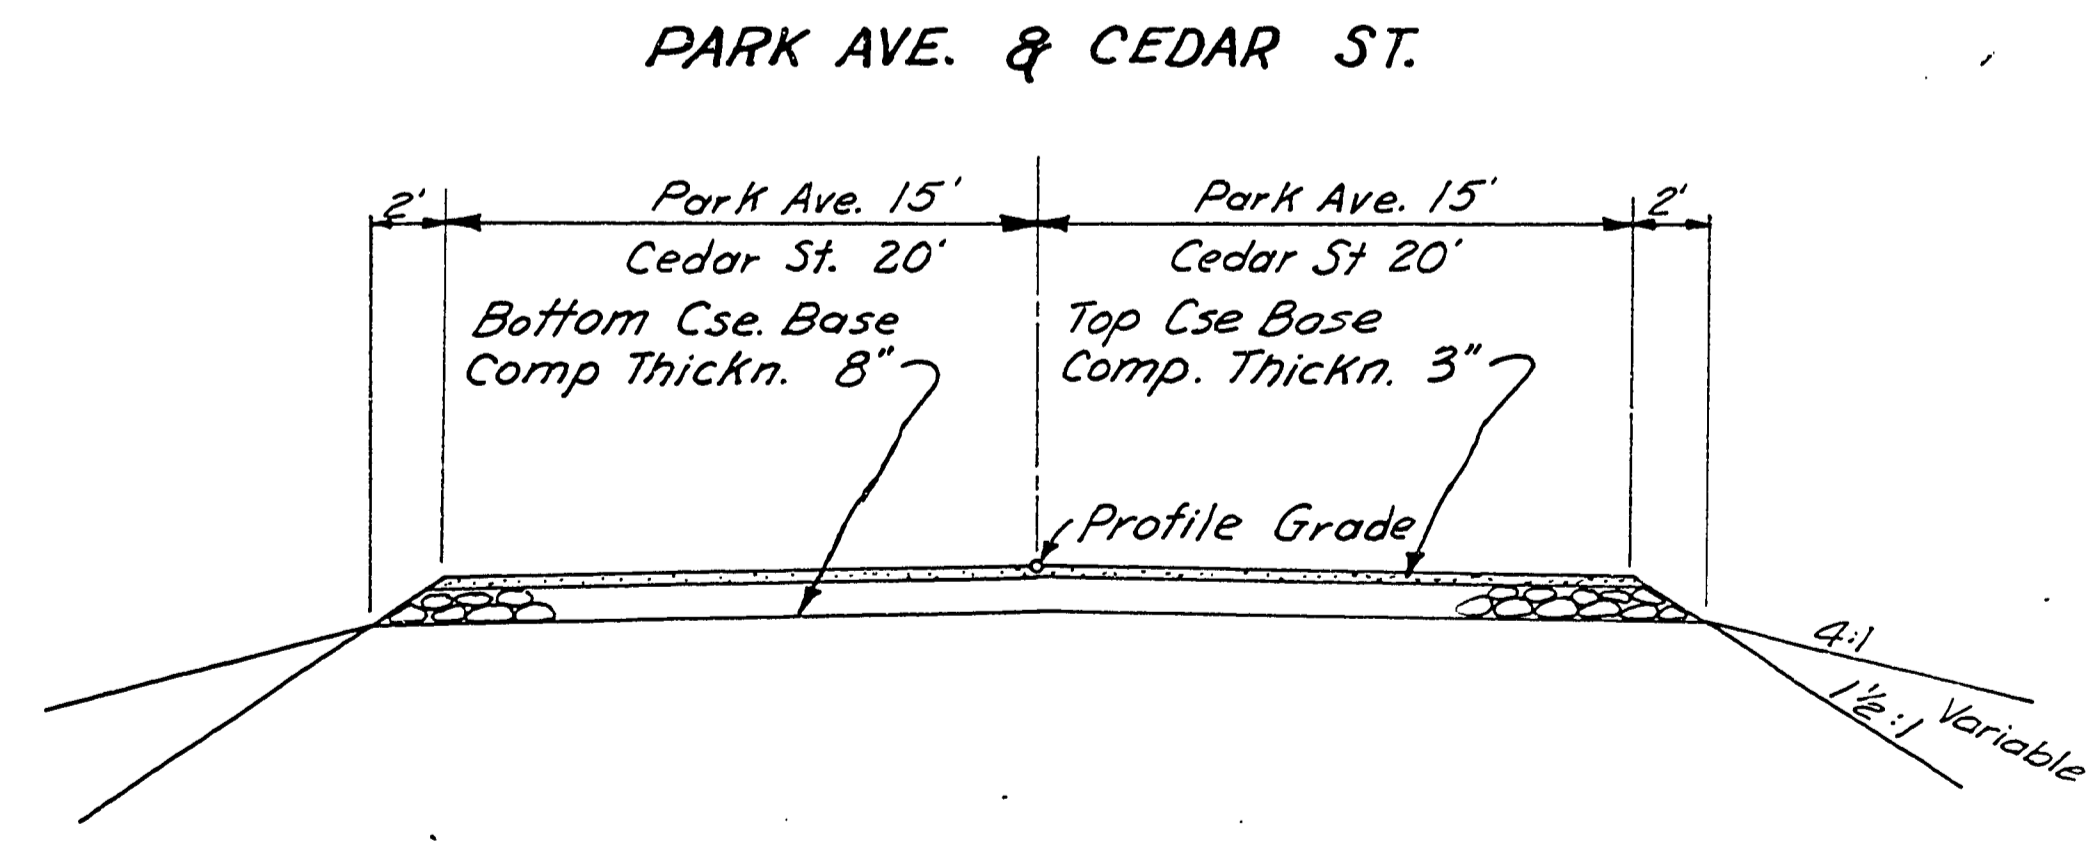 PARK AVE. & CEDAR ST.
2' Park Ave. 15' Park Ave. 15' 2'
Cedar St. 20' Cedar St 20'
Bottom Cse. Base
Comp Thickn. 8"
Top Cse Base
Comp. Thickn. 3"
Profile Grade
4:1
1½:1 Variable